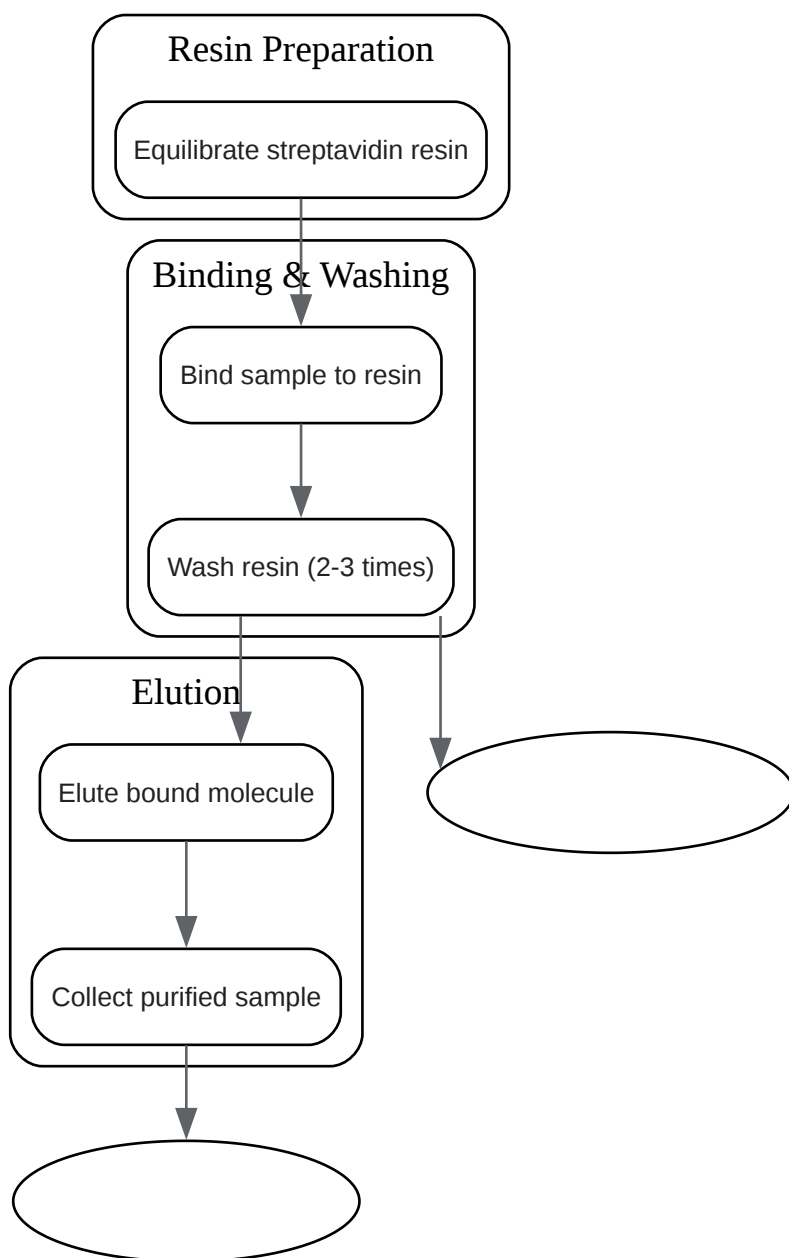 Resin Preparation
Equilibrate streptavidin resin
Binding & Washing
Bind sample to resin
Wash resin (2-3 times)
Elution
Elute bound molecule
Collect purified sample